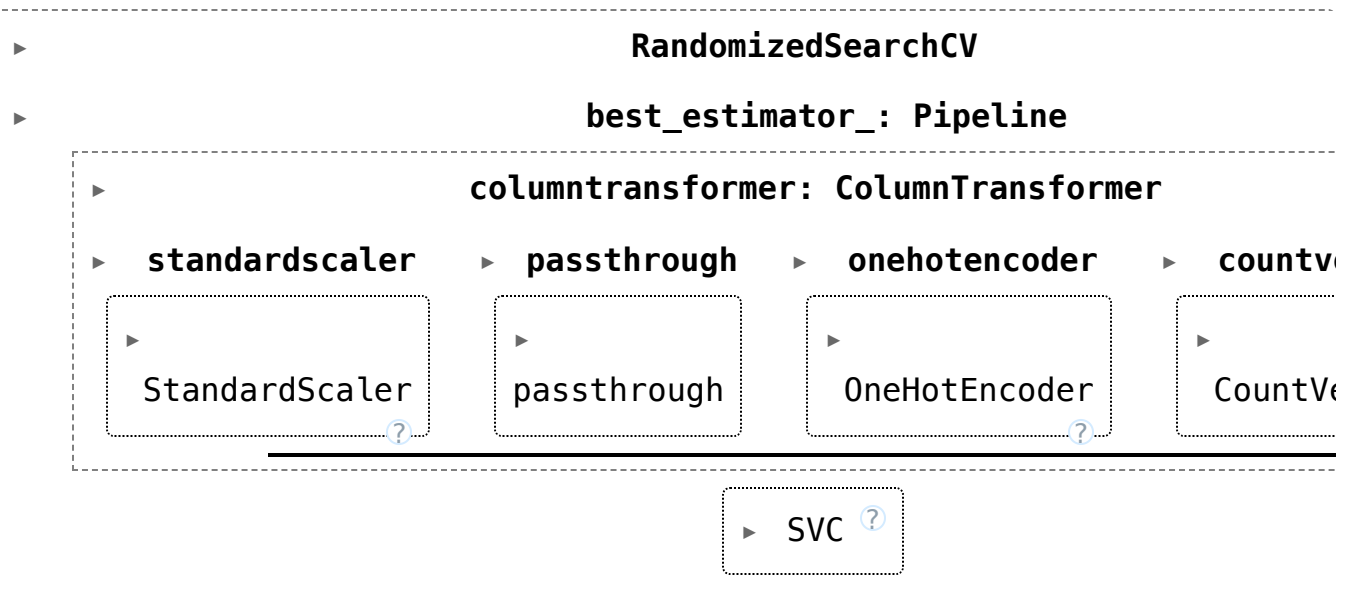 RandomizedSearchCV
best_estimator_: Pipeline
columntransformer: ColumnTransformer
standardscaler passthrough onehotencoder
StandardScaler passthrough OneHotEncoder
? ?
SVC ?